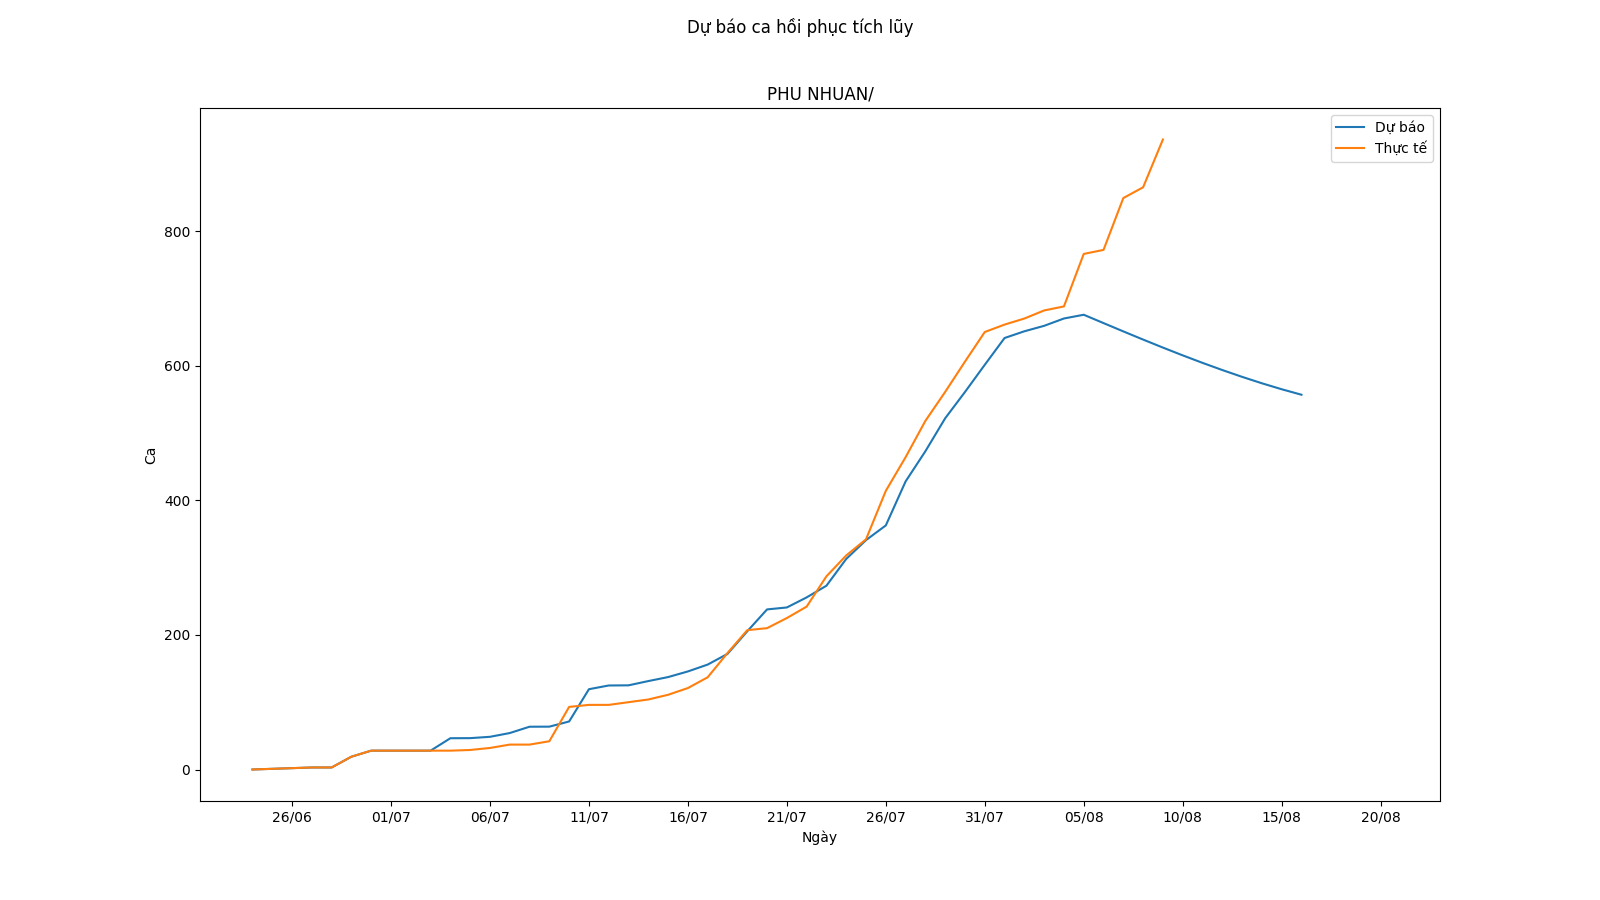 Dự báo ca hồi phục tích lũy
PHU NHUAN/
Dự báo
Thực tế
800
600
400
200
0
Ca
26/06 01/07 06/07 11/07 16/07 21/07 26/07 31/07 05/08 10/08 15/08 20/08
Ngày